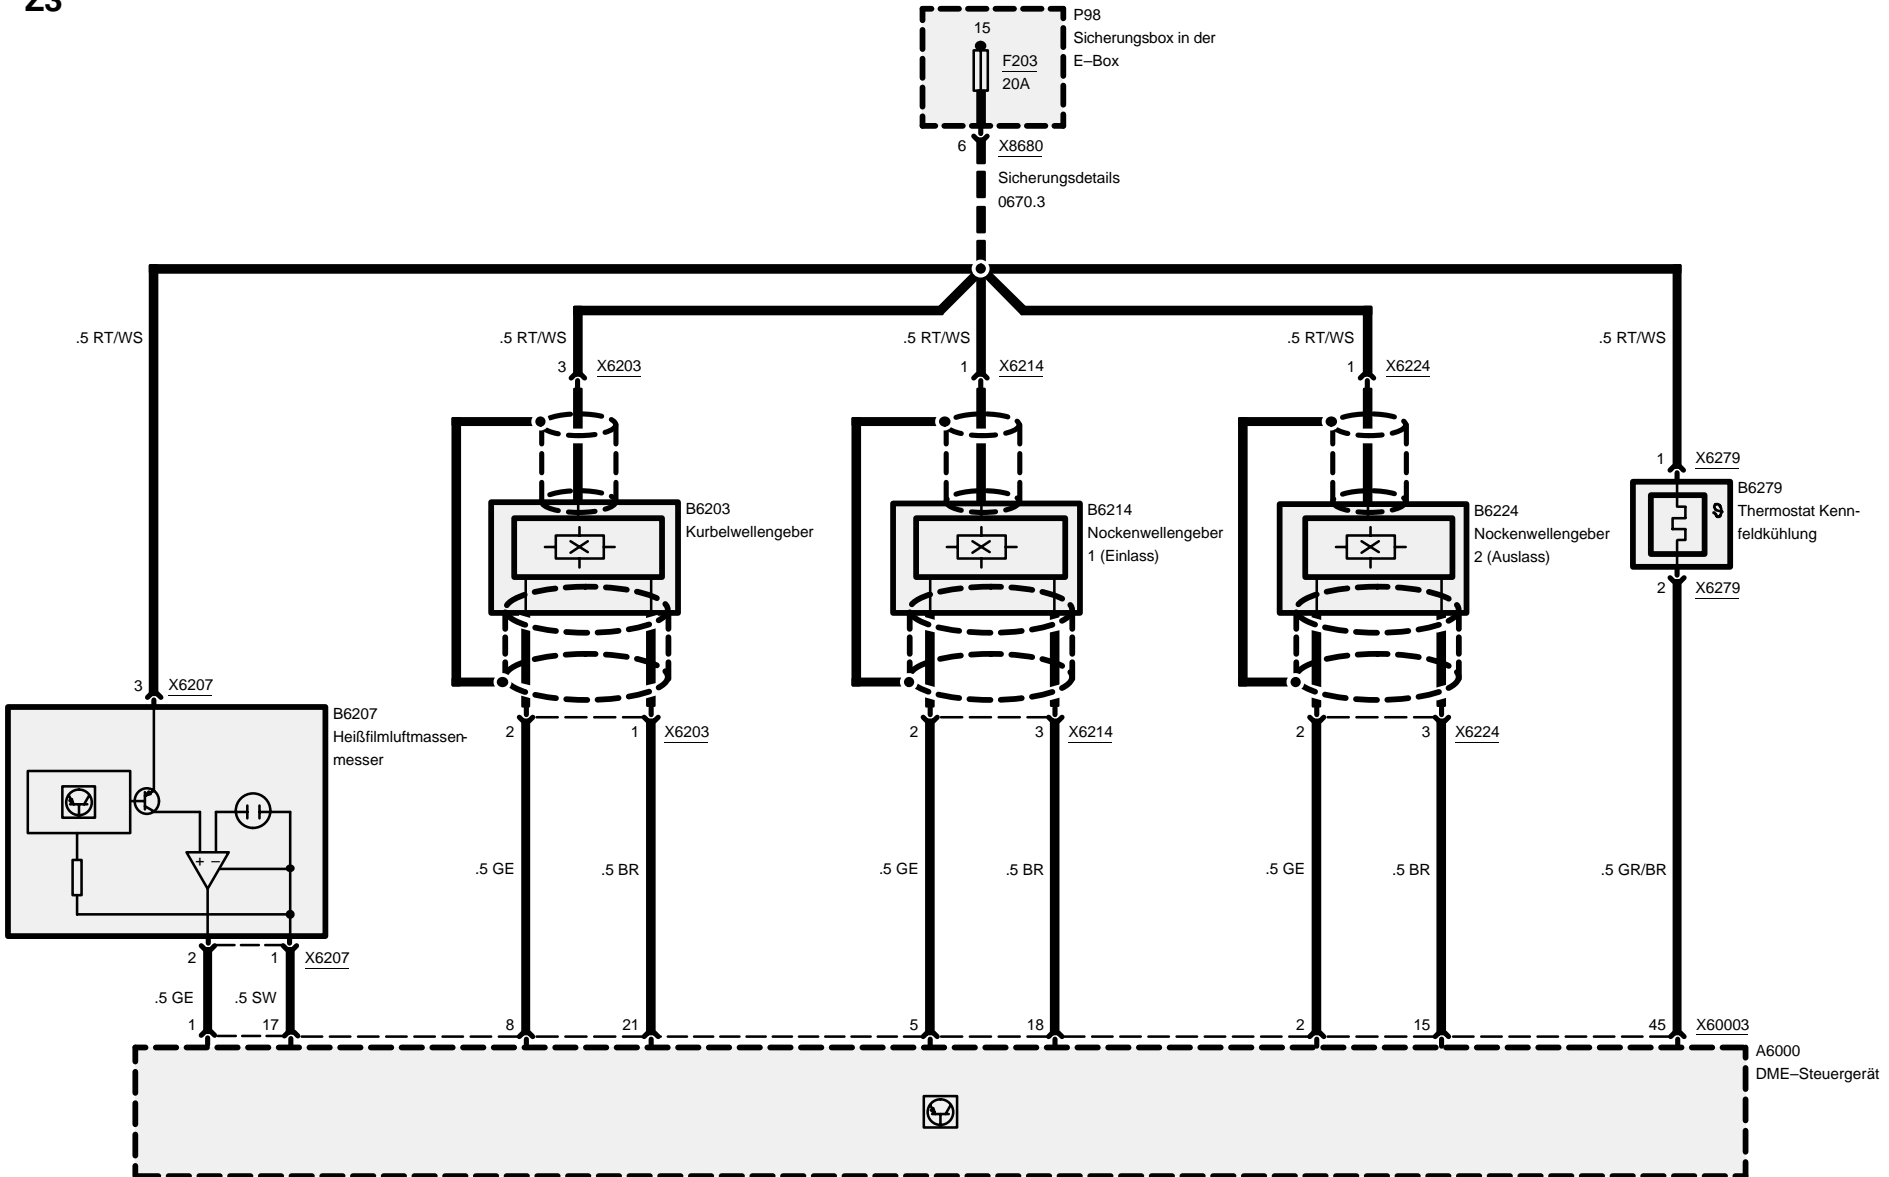 Z3
15
F203
20A
P98
Sicherungsbox in der
E–Box
6 X8680
Sicherungsdetails
0670.3
.5 RT/WS
.5 RT/WS
.5 RT/WS
.5 RT/WS
.5 RT/WS
3 X6203
1 X6214
1 X6224
1 X6279
B6203
Kurbelwellengeber
B6214
Nockenwellengeber
1 (Einlass)
B6224
Nockenwellengeber
2 (Auslass)
B6279
Thermostat Kenn-
feldkühlung
ϑ
2 X6279
3 X6207
B6207
Heißfilmluftmassen-
messer
+ –
2 1 X6203
2 3 X6214
2 3 X6224
.5 GE
.5 BR
.5 GE
.5 BR
.5 GE
.5 BR
.5 GR/BR
2 1 X6207
.5 GE
.5 SW
1 17 8 21 5 18 2 15 45 X60003
A6000
DME–Steuergerät